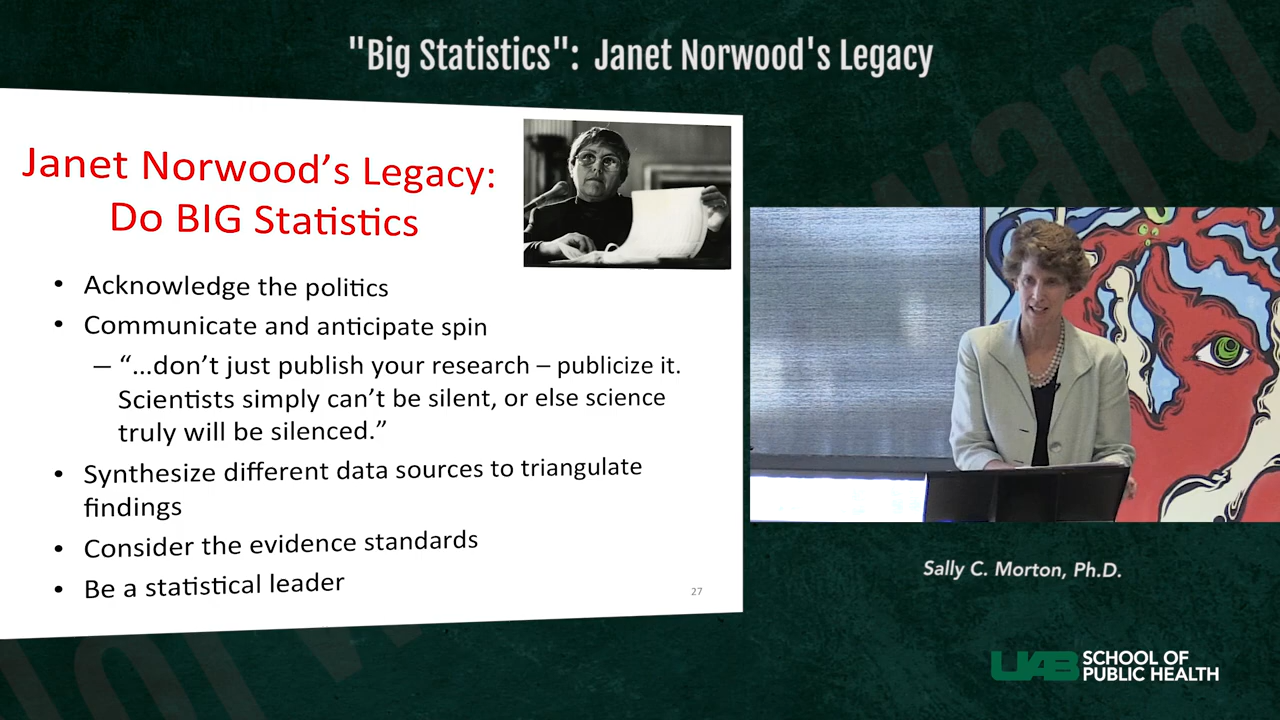 "Big Statistics": Janet Norwood's Legacy
Janet Norwood’s Legacy:
Do BIG Statistics
• Acknowledge the politics
• Communicate and anticipate spin
– “...don’t just publish your research – publicize it.
Scientists simply can’t be silent, or else science
truly will be silenced.”
• Synthesize different data sources to triangulate
findings
• Consider the evidence standards
• Be a statistical leader
27
Sally C. Morton, Ph.D.
UAB SCHOOL OF
PUBLIC HEALTH